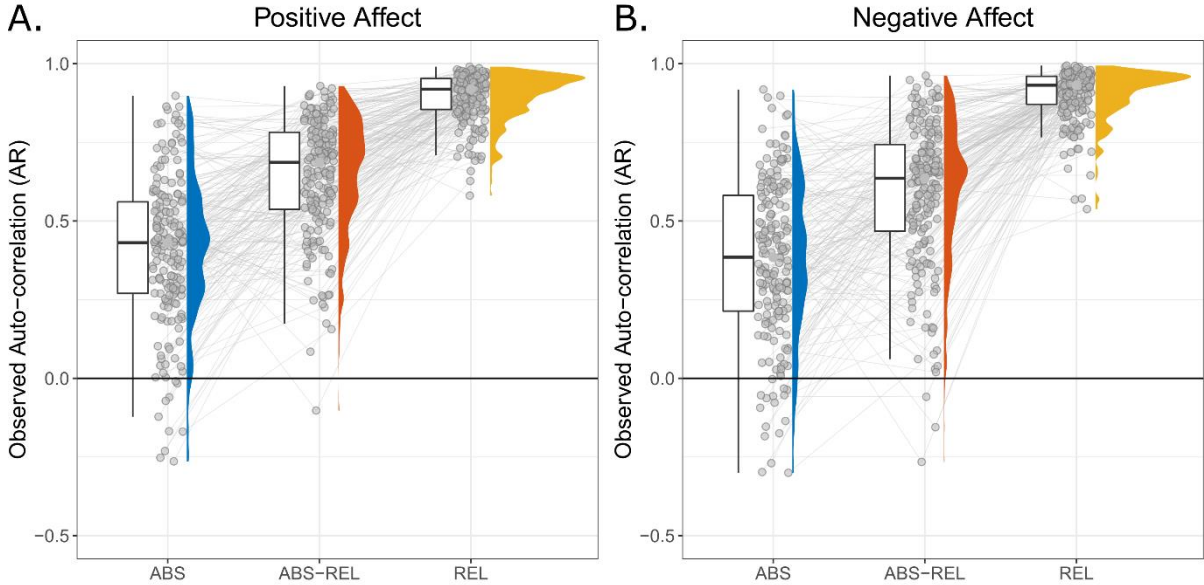 A.
Positive Affect
Observed Auto-correlation (AR)
1.0
0.5
0.0
−0.5
ABS
ABS-REL
REL
B.
Negative Affect
Observed Auto-correlation (AR)
1.0
0.5
0.0
−0.5
ABS
ABS-REL
REL